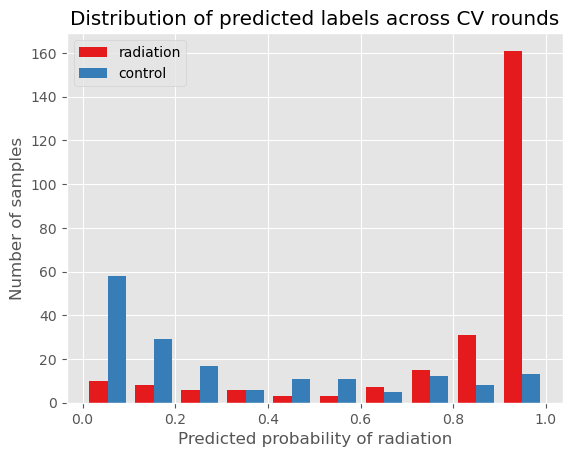 Distribution of predicted labels across CV rounds
radiation
control
Number of samples
160
140
120
100
80
60
40
20
0
0.0 0.2 0.4 0.6 0.8 1.0
Predicted probability of radiation